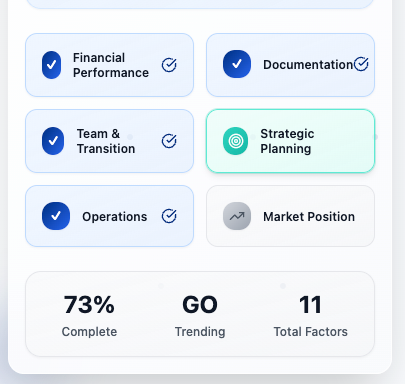 Financial
Performance
Documentation
Team &
Transition
Strategic
Planning
Operations
Market Position
73%
Complete
GO
Trending
11
Total Factors